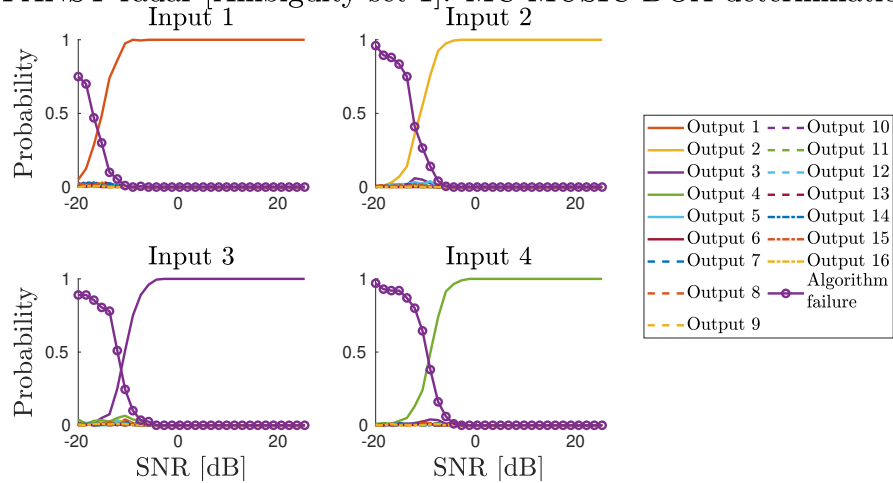 Input 1
Input 2
Probability
1
0.5
0
-20
0
20
1
0.5
0
-20
0
20
Input 3
Input 4
Probability
1
0.5
0
-20
0
20
SNR [dB]
1
0.5
0
-20
0
20
SNR [dB]
Output 1
Output 2
Output 3
Output 4
Output 5
Output 6
Output 7
Output 8
Output 9
Output 10
Output 11
Output 12
Output 13
Output 14
Output 15
Output 16
Algorithm
failure